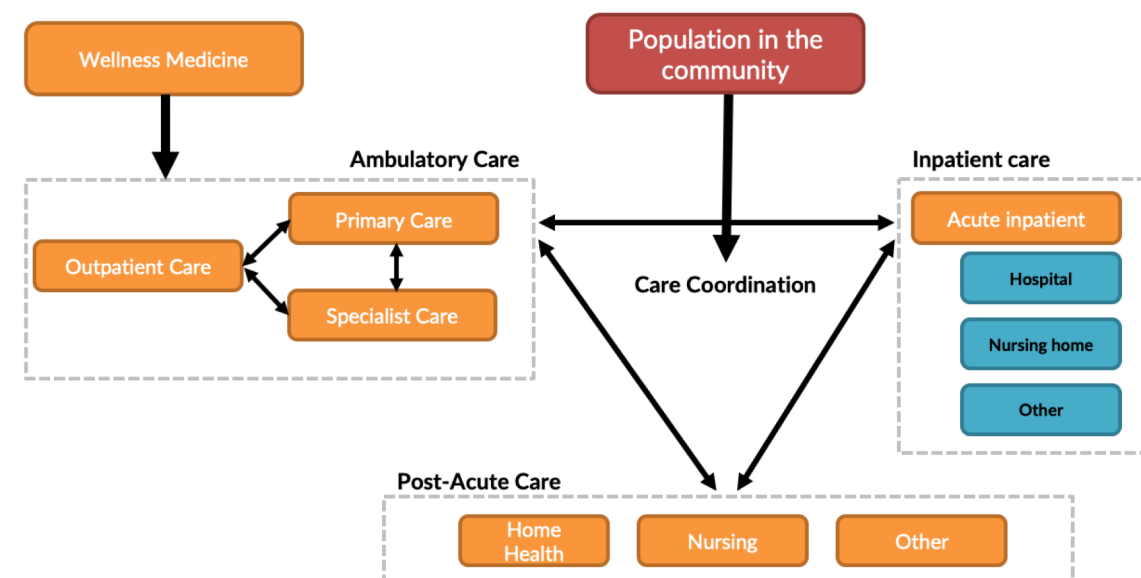 Wellness Medicine
Population in the
community
Ambulatory Care
Inpatient care
Primary Care
Acute inpatient
Outpatient Care
Hospital
Care Coordination
Specialist Care
Nursing home
Other
Post-Acute Care
Home
Health
Nursing
Other